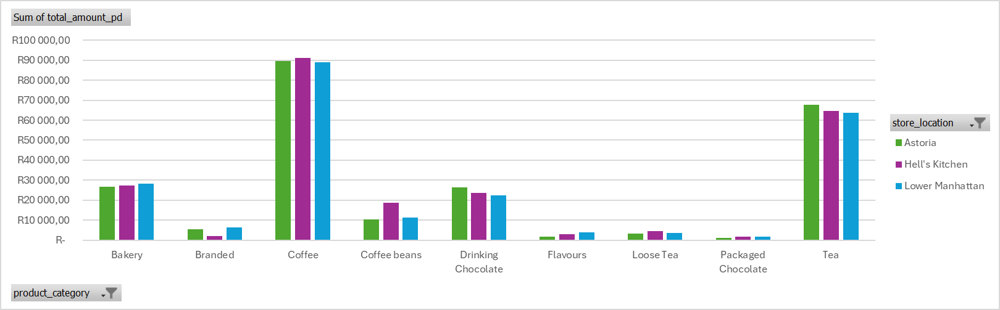 Sum of total_amount_pd
R100 000,00
R90 000,00
R80 000,00
R70 000,00
R60 000,00
R50 000,00
R40 000,00
R30 000,00
R20 000,00
R10 000,00
R-
Bakery
Branded
Coffee
Coffee beans
Drinking
Chocolate
Flavours
Loose Tea
Packaged
Chocolate
Tea
store_location
Astoria
Hell's Kitchen
Lower Manhattan
product_category